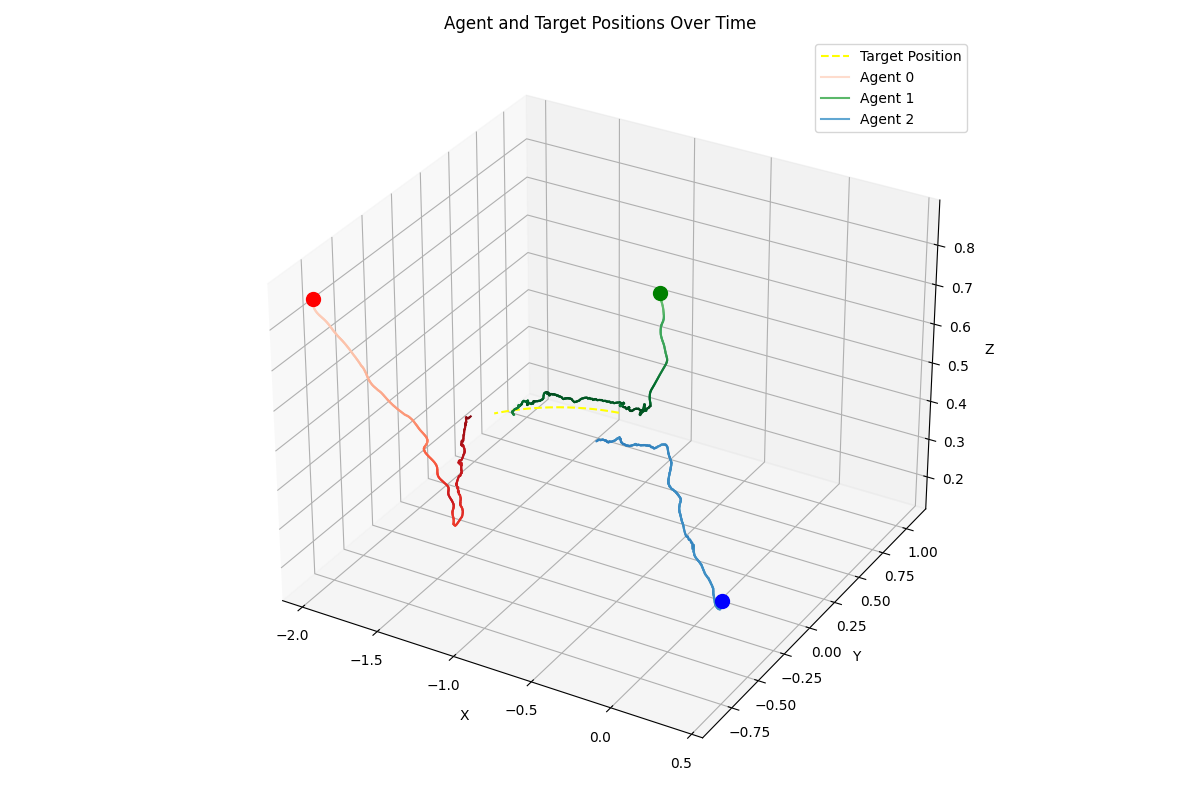 Agent and Target Positions Over Time
Target Position
Agent 0
Agent 1
Agent 2
0.8
0.7
0.6
0.5
0.4
0.3
0.2
Z
1.00
0.75
0.50
0.25
0.00
−0.25
−0.50
−0.75
Y
−2.0
−1.5
−1.0
−0.5
0.0
0.5
X